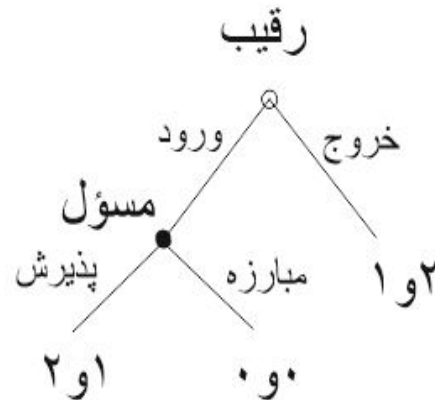 رقیب
خروج
ورود
مسؤل
۱و۲
مبارزه
پذیرش
۰و۰
۲و۱